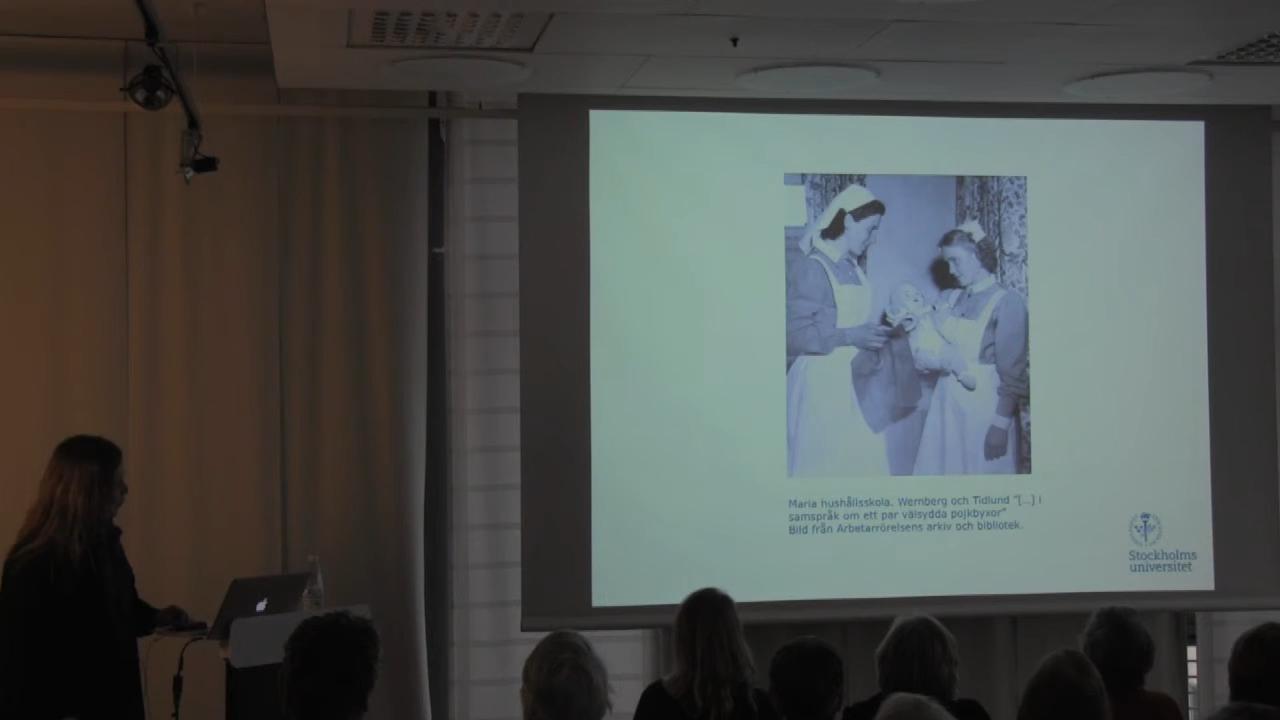 Maria hushållsskola. Wernberg och Tidlund "[...] i
samspråk om ett par välsydda pojkbyxor"
Bild från Arbetarrörelsens arkiv och bibliotek.
Stockholms
universitet